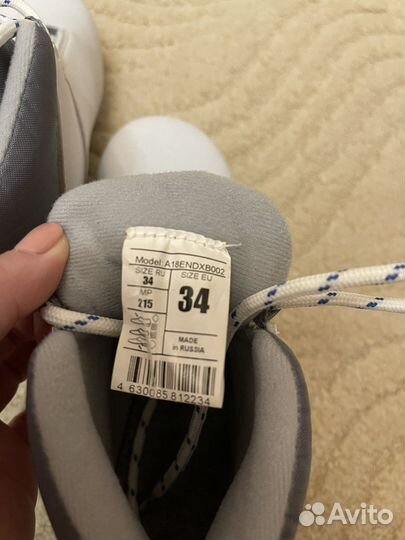 Model: A18ENDXB002
SIZE RU
SIZE EU
34
34
MP
215
MADE
in RUSSIA
4 630085 812234
Avito